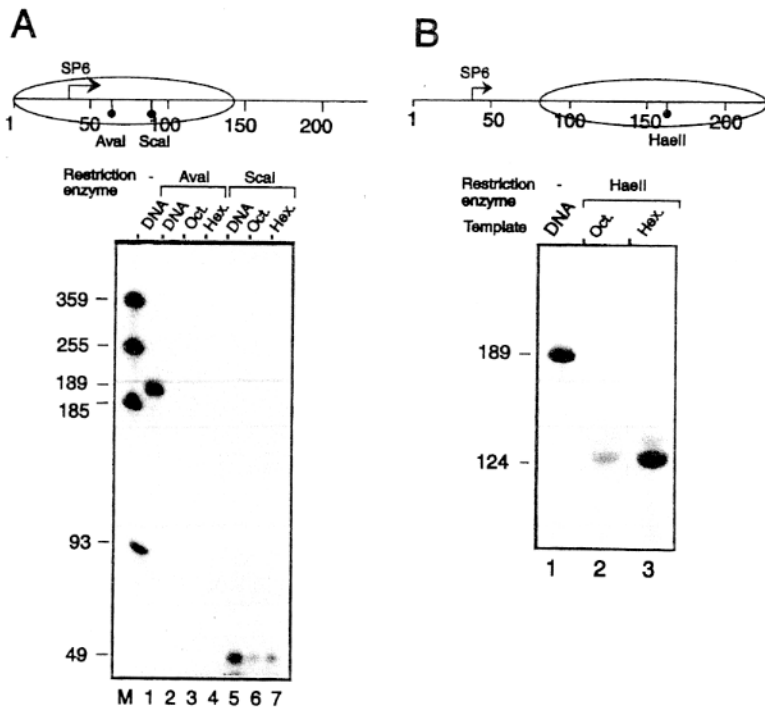 A
SP6
1 50 100 150 200
AvaI ScaI
Restriction enzyme - AvaI ScaI
DNA DNA Oct. Hex. DNA Oct. Hex.
359
255
189
185
93
49
M 1 2 3 4 5 6 7
B
SP6
1 50 100 150 200
HaeII
Restriction enzyme - HaeII
Template DNA Oct. Hex.
189
124
1 2 3